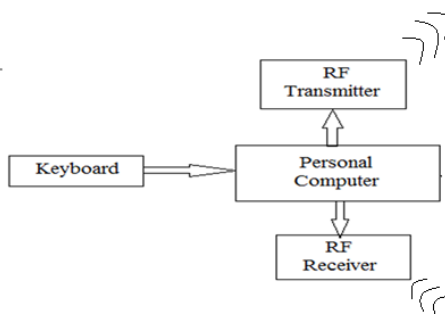 RF
Transmitter
Keyboard
Personal
Computer
RF
Receiver